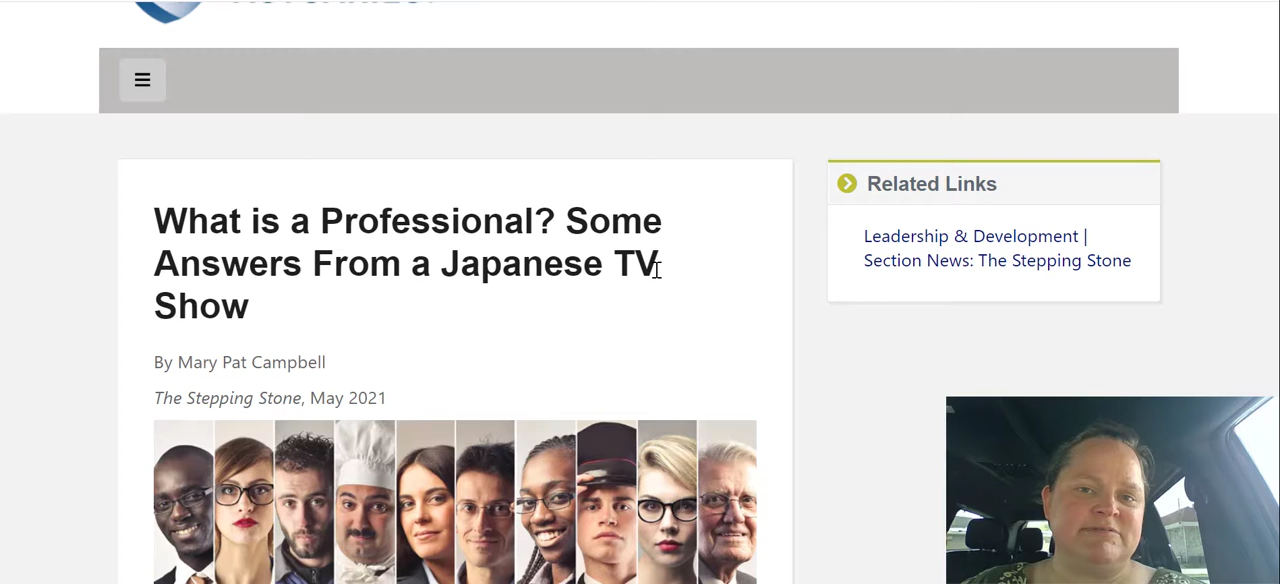 What is a Professional? Some
Answers From a Japanese TV
Show
By Mary Pat Campbell
The Stepping Stone, May 2021
Related Links
Leadership & Development |
Section News: The Stepping Stone